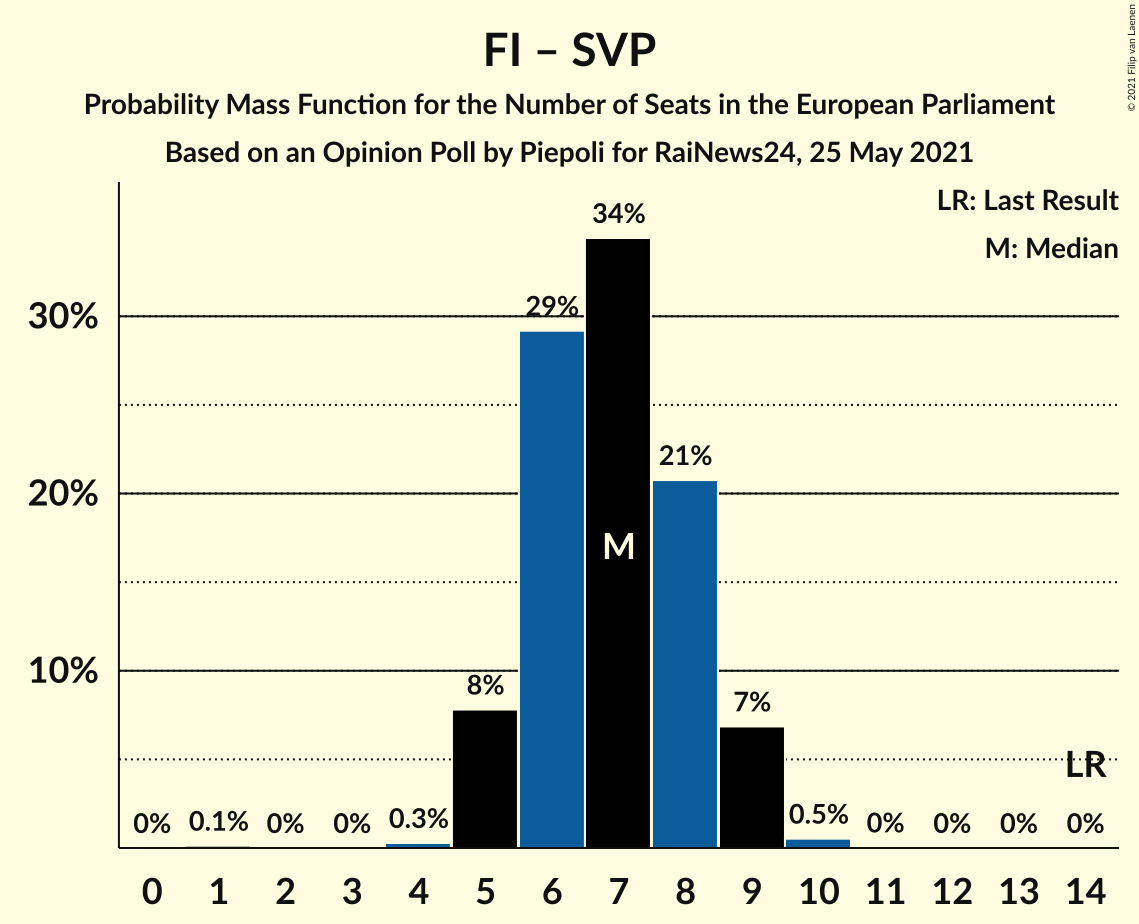 FI – SVP
Probability Mass Function for the Number of Seats in the European Parliament
Based on an Opinion Poll by Piepoli for RaiNews24, 25 May 2021
© 2021 Filip van Laenen
LR: Last Result
M: Median
34%
30%
29%
21%
20%
M
10%
8%
7%
LR
0% 0.1% 0% 0% 0.3% 0.5% 0% 0% 0% 0%
0 1 2 3 4 5 6 7 8 9 10 11 12 13 14